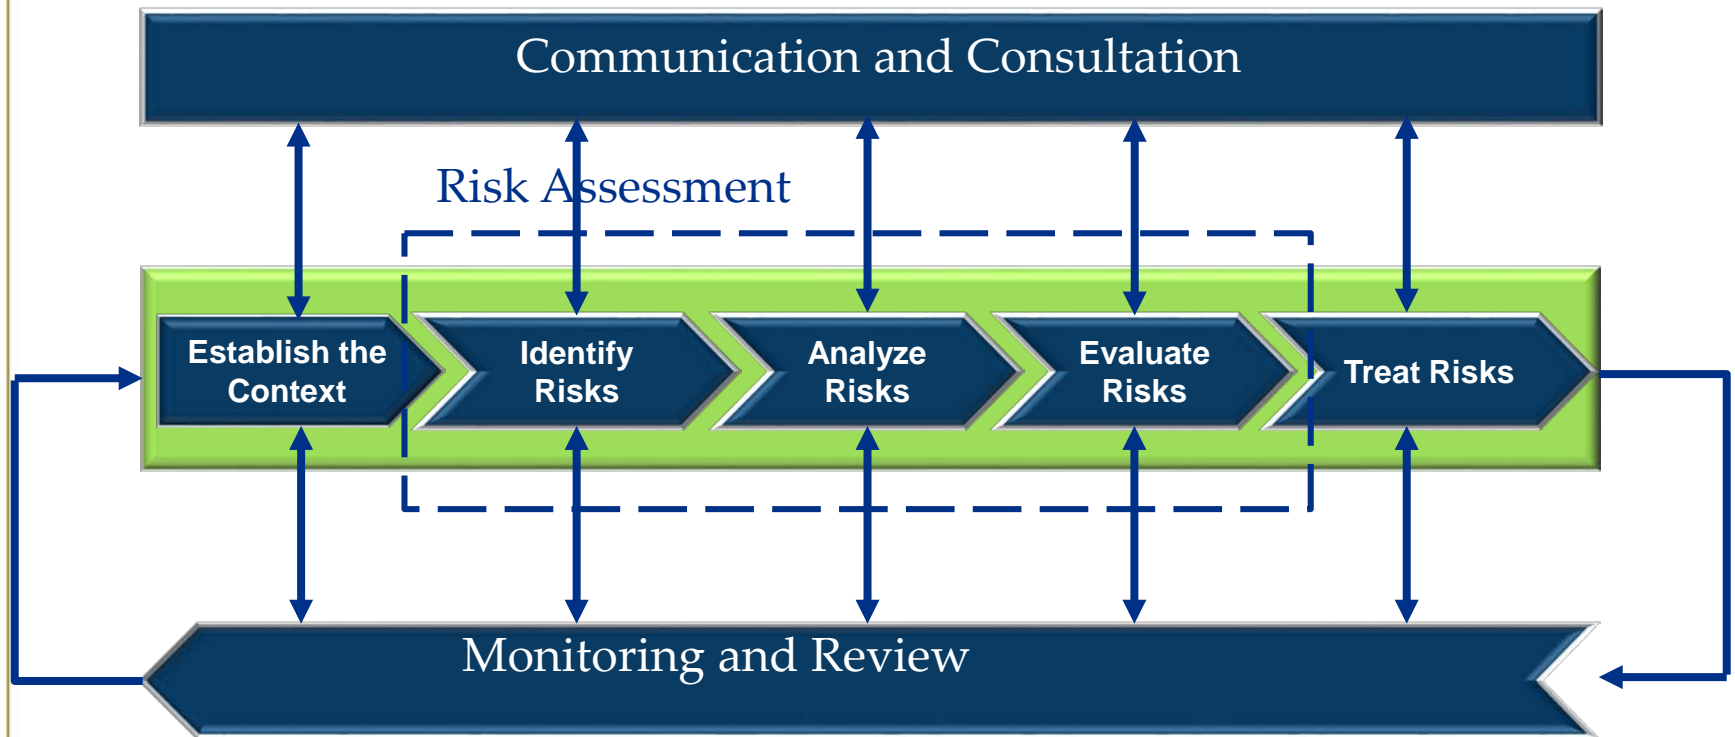 Communication and Consultation
Risk Assessment
Establish the
Context
Identify
Risks
Analyze
Risks
Evaluate
Risks
Treat Risks
Monitoring and Review